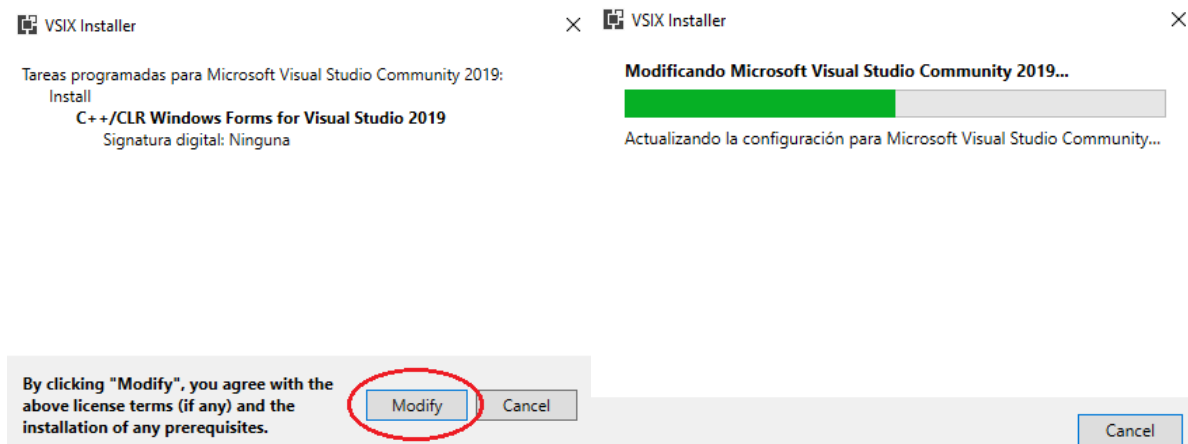 VSIX Installer
Tareas programadas para Microsoft Visual Studio Community 2019:
Install
C++/CLR Windows Forms for Visual Studio 2019
Signatura digital: Ninguna
By clicking "Modify", you agree with the
above license terms (if any) and the
installation of any prerequisites.
Modify
Cancel
VSIX Installer
Modificando Microsoft Visual Studio Community 2019...
Actualizando la configuración para Microsoft Visual Studio Community...
Cancel